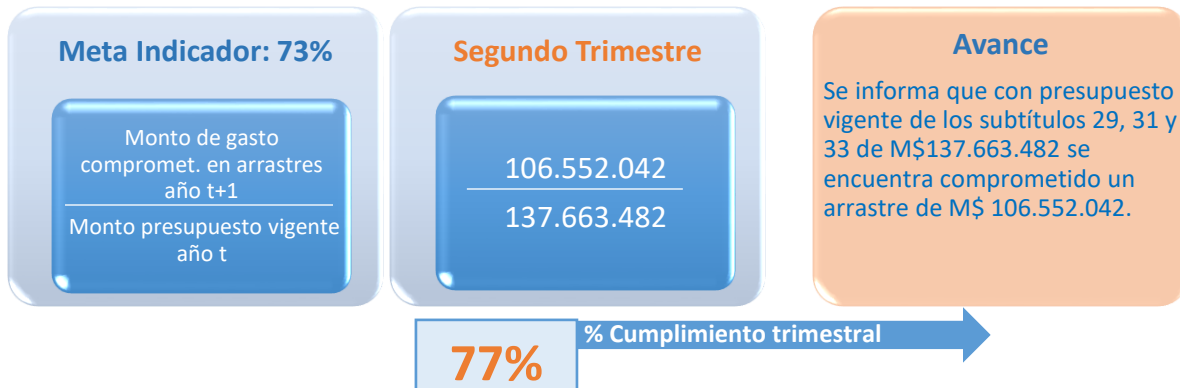 Meta Indicador: 73%
Monto de gasto
compromet. en arrastres
año t+1
Monto presupuesto vigente
año t
Segundo Trimestre
106.552.042
137.663.482
Avance
Se informa que con presupuesto
vigente de los subtítulos 29, 31 y
33 de M$137.663.482 se
encuentra comprometido un
arrastre de M$ 106.552.042.
% Cumplimiento trimestral
77%